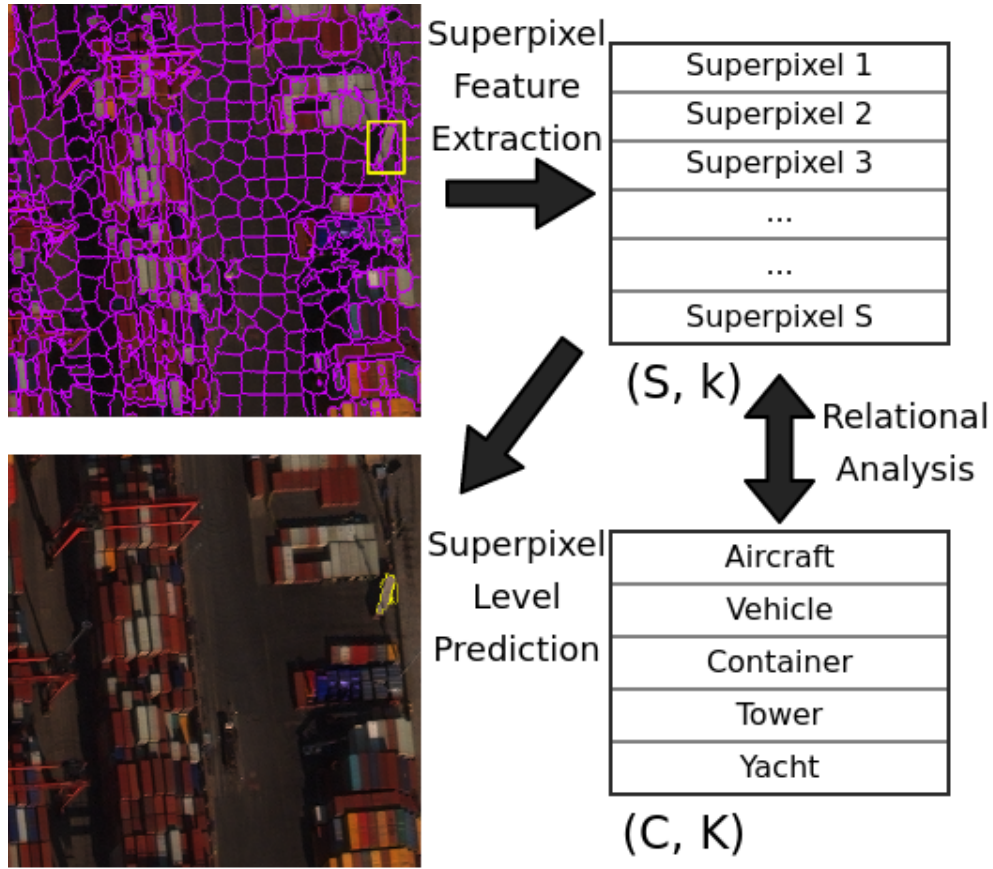 Superpixel
Feature
Extraction
Superpixel 1
Superpixel 2
Superpixel 3
...
...
Superpixel S
(S, k)
Relational
Analysis
Superpixel
Level
Prediction
Aircraft
Vehicle
Container
Tower
Yacht
(C, K)